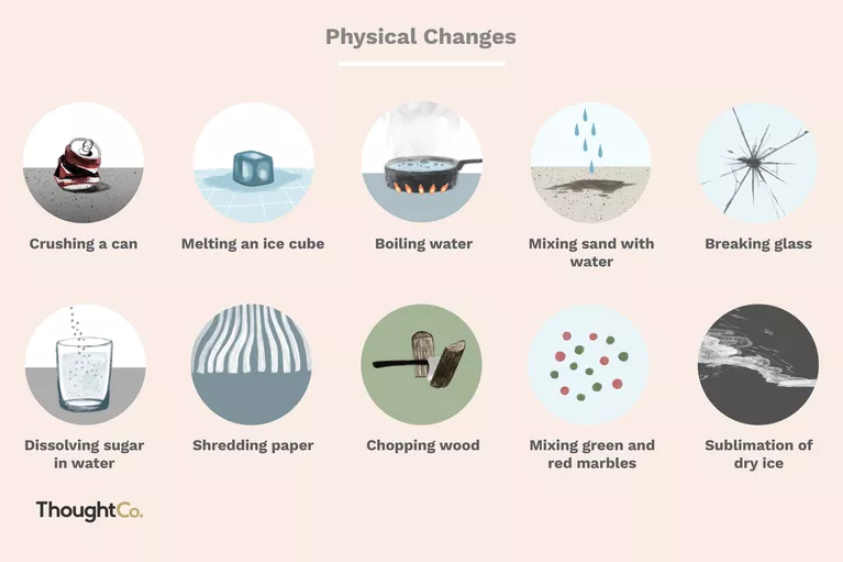 Physical Changes
Crushing a can
Melting an ice cube
Boiling water
Mixing sand with
water
Breaking glass
Dissolving sugar
in water
Shredding paper
Chopping wood
Mixing green and
red marbles
Sublimation of
dry ice
ThoughtCo.